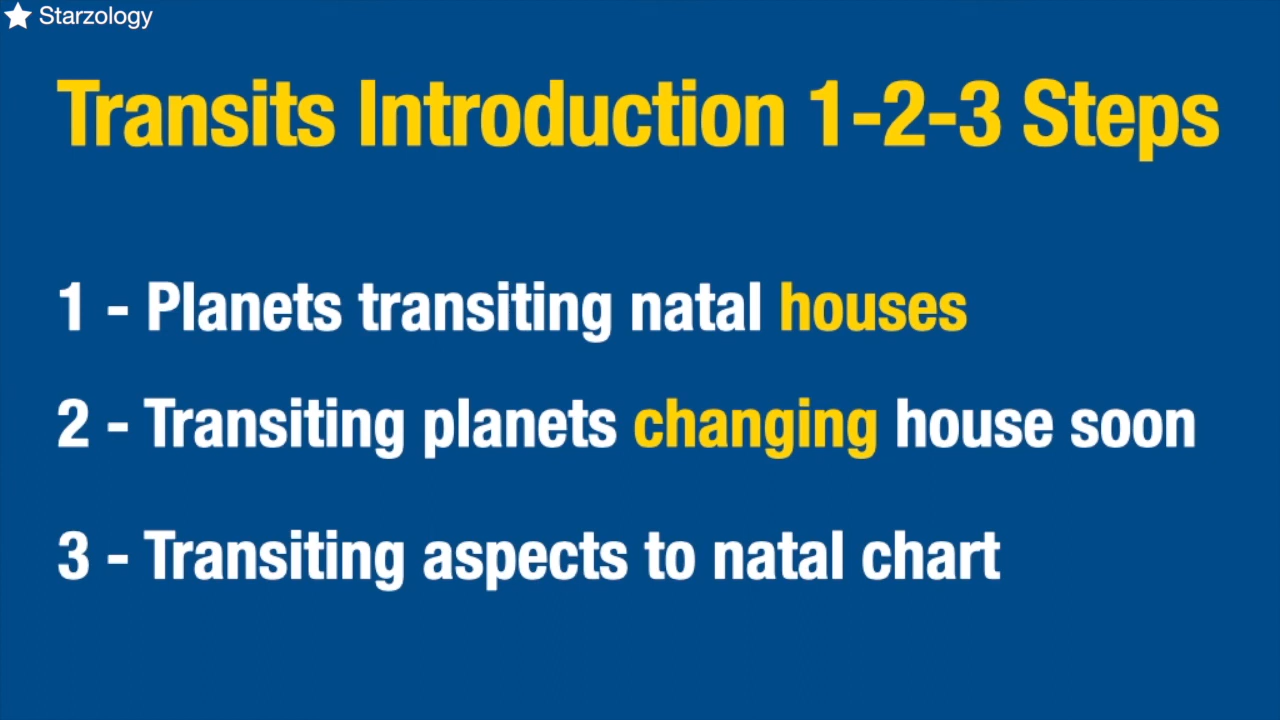 Starzology
Transits Introduction 1-2-3 Steps
1 - Planets transiting natal houses
2 - Transiting planets changing house soon
3 - Transiting aspects to natal chart